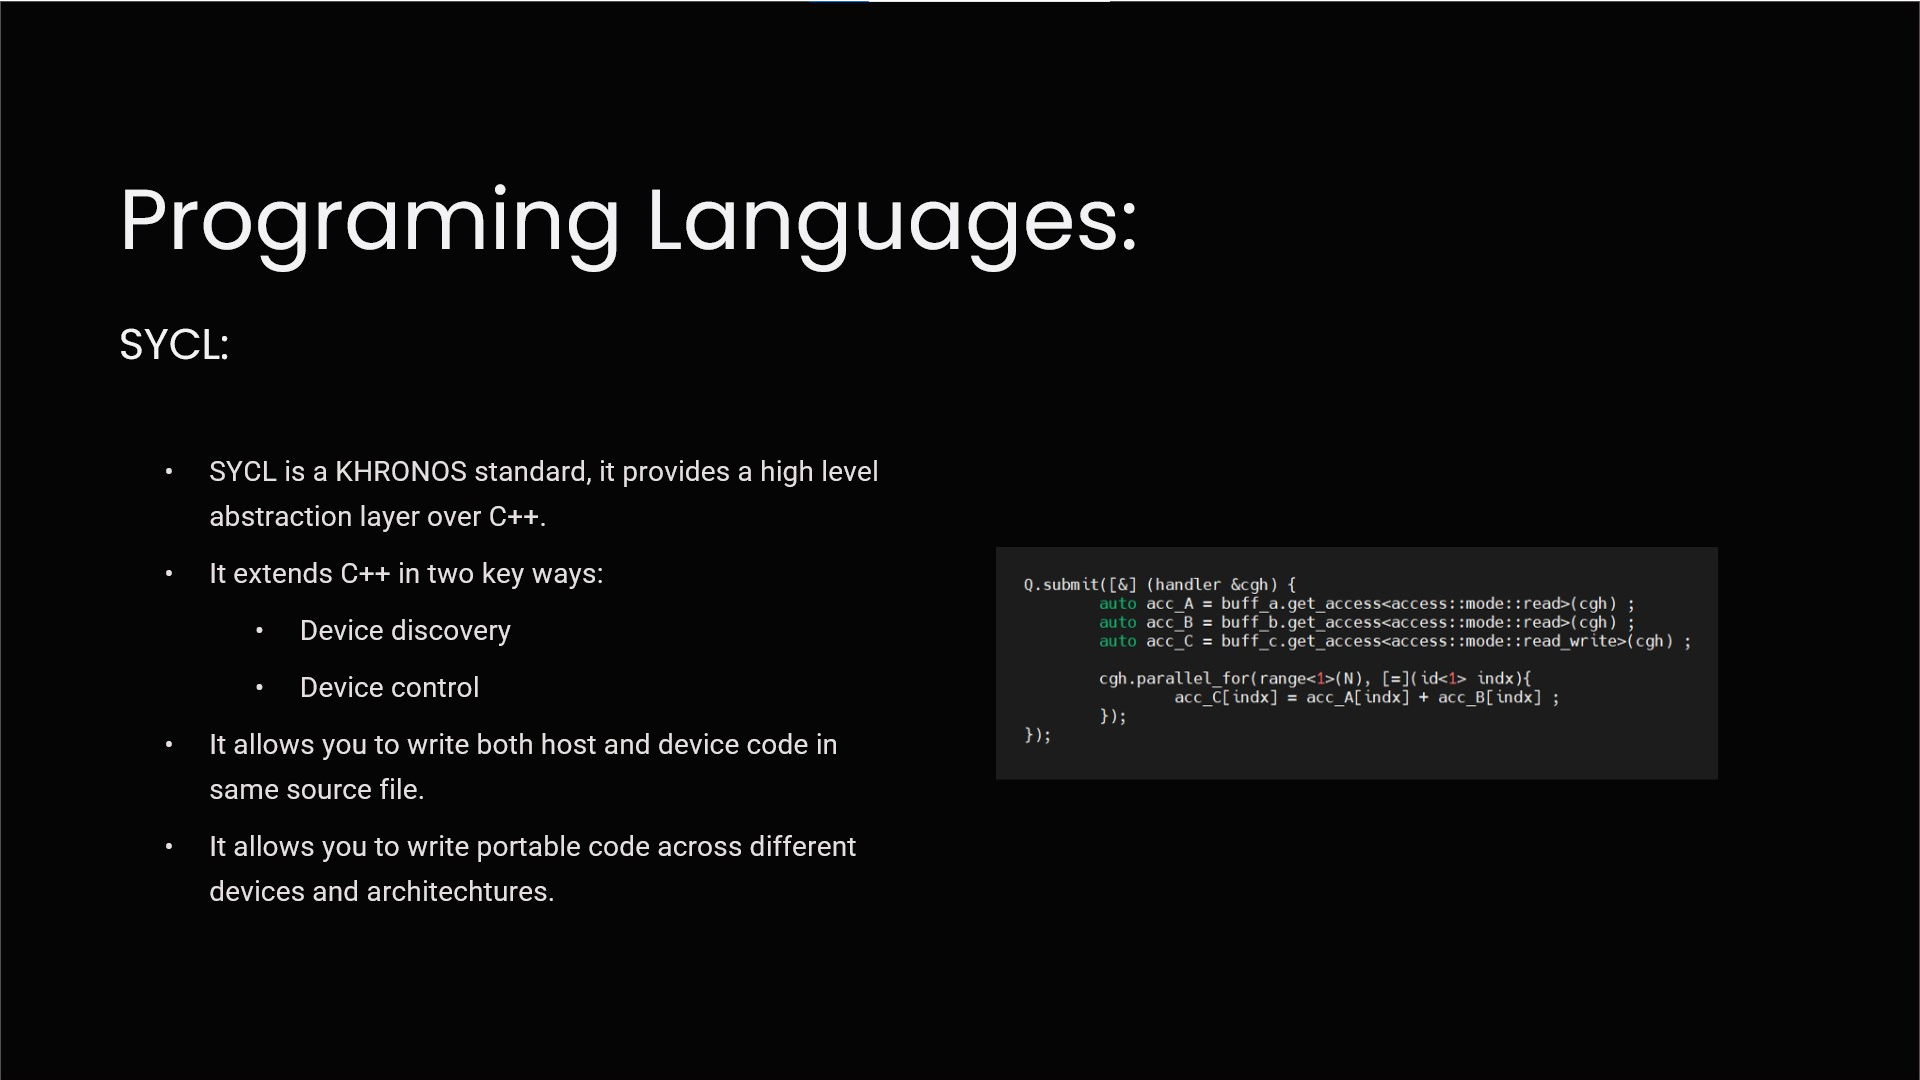 Programing Languages:
SYCL:
• SYCL is a KHRONOS standard, it provides a high level
abstraction layer over C++.
• It extends C++ in two key ways:
• Device discovery
• Device control
• It allows you to write both host and device code in
same source file.
• It allows you to write portable code across different
devices and architechtures.
Q.submit([&] (handler &cgh) {
        auto acc_A = buff_a.get_access<access::mode::read>(cgh) ;
        auto acc_B = buff_b.get_access<access::mode::read>(cgh) ;
        auto acc_C = buff_c.get_access<access::mode::read_write>(cgh) ;
        cgh.parallel_for(range<1>(N), [=](id<1> indx){
                acc_C[indx] = acc_A[indx] + acc_B[indx] ;
        });
});